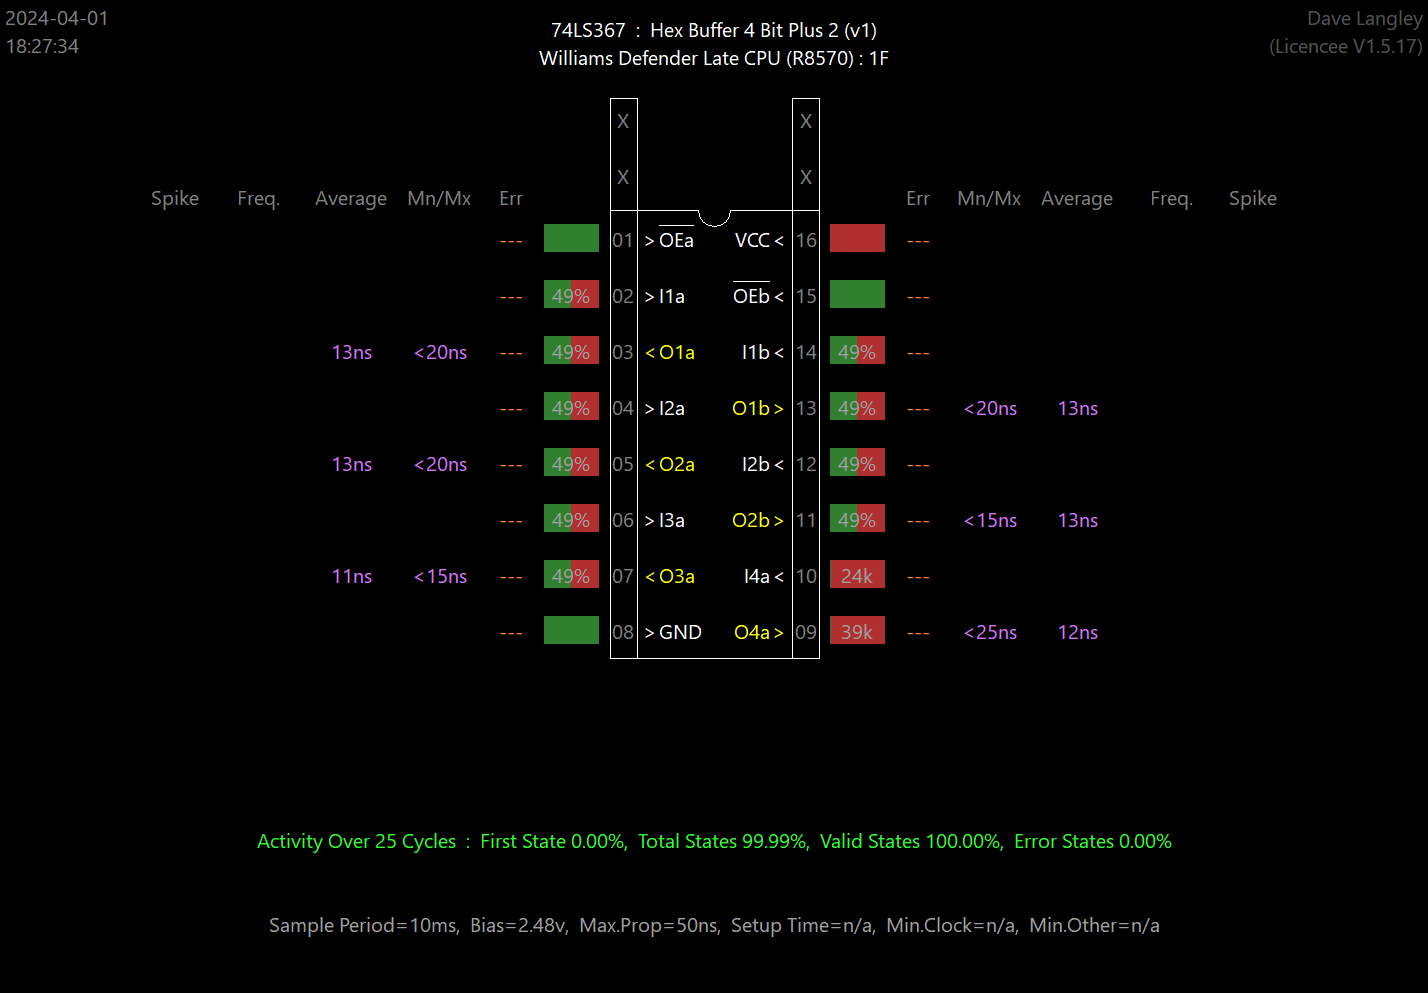 2024-04-01
18:27:34
74LS367 : Hex Buffer 4 Bit Plus 2 (v1)
Williams Defender Late CPU (R8570) : 1F
Dave Langley
(Licencee V1.5.17)
X X
X X
Spike Freq. Average Mn/Mx Err Err Mn/Mx Average Freq. Spike
--- 01 >OEa VCC< 16 ---
--- 49% 02 >I1a OEb< 15 ---
13ns <20ns --- 49% 03 <O1a I1b< 14 49% ---
--- 49% 04 >I2a O1b> 13 49% --- <20ns 13ns
13ns <20ns --- 49% 05 <O2a I2b< 12 49% ---
--- 49% 06 >I3a O2b> 11 49% --- <15ns 13ns
11ns <15ns --- 49% 07 <O3a I4a< 10 24k ---
--- 08 >GND O4a> 09 39k --- <25ns 12ns
Activity Over 25 Cycles : First State 0.00%, Total States 99.99%, Valid States 100.00%, Error States 0.00%
Sample Period=10ms, Bias=2.48v, Max.Prop=50ns, Setup Time=n/a, Min.Clock=n/a, Min.Other=n/a